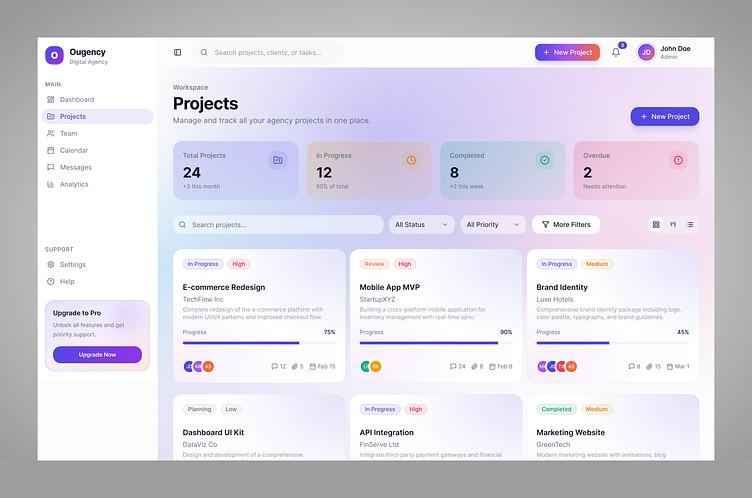 O
Ougency
Digital Agency
MAIN
Dashboard
Projects
Team
Calendar
Messages
Analytics
SUPPORT
Settings
Help
Upgrade to Pro
Unlock all features and get
priority support.
Upgrade Now
Search projects, clients, or tasks...
+ New Project
3
JD
John Doe
Admin
Workspace
Projects
Manage and track all your agency projects in one place.
+ New Project
Total Projects
24
+3 this month
In Progress
12
50% of total
Completed
8
+2 this week
Overdue
2
Needs attention
Search projects...
All Status
All Priority
More Filters
In Progress High
E-commerce Redesign
TechFlow Inc
Complete redesign of the e-commerce platform with
modern UI/UX patterns and improved checkout flow.
Progress 75%
AS
12 5 Feb 15
Review High
Mobile App MVP
StartupXYZ
Building a cross-platform mobile application for
inventory management with real-time sync.
Progress 90%
RK
24 8 Feb 8
In Progress Medium
Brand Identity
Luxe Hotels
Comprehensive brand identity package including logo,
color palette, typography, and brand guidelines.
Progress 45%
AS
8 15 Mar 1
Planning Low
Dashboard UI Kit
DataViz Co
Design and development of a comprehensive
In Progress High
API Integration
FinServe Ltd
Integrate third-party payment gateways and financial
Completed Medium
Marketing Website
GreenTech
Modern marketing website with animations, blog